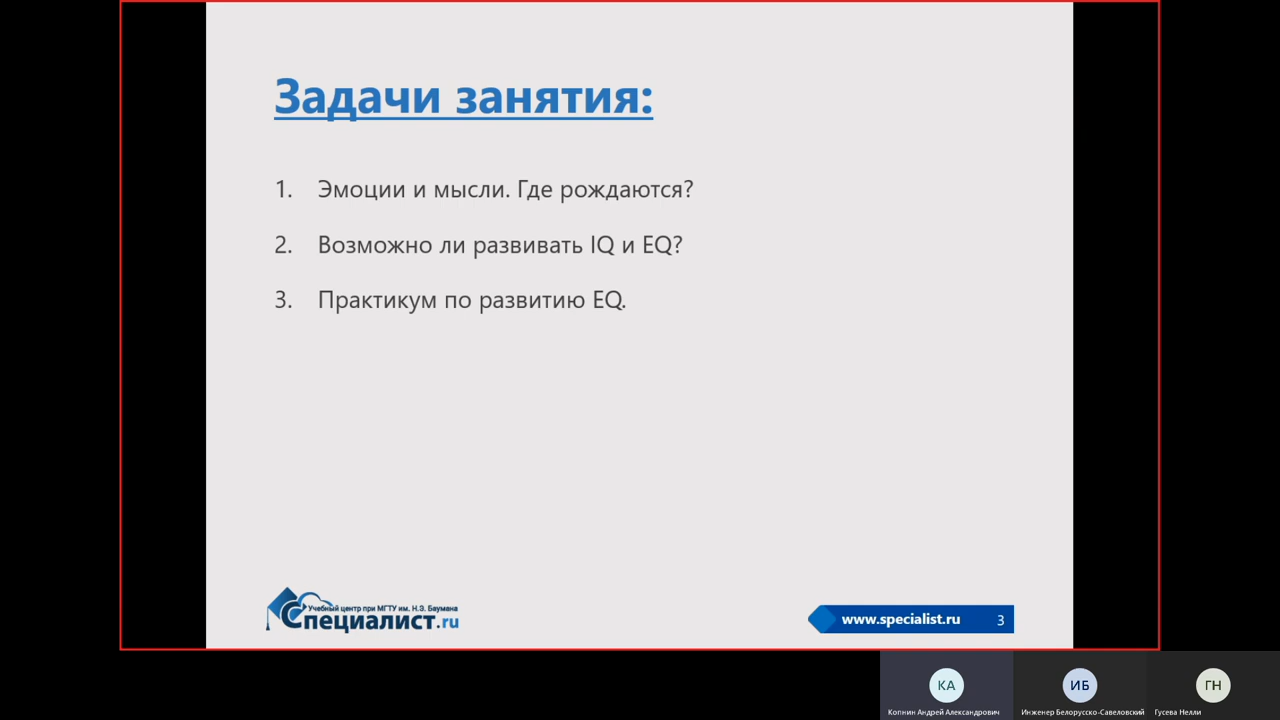 Задачи занятия:
1. Эмоции и мысли. Где рождаются?
2. Возможно ли развивать IQ и EQ?
3. Практикум по развитию EQ.
Учебный центр при МГТУ им. Н.Э. Баумана
Специалист.ru
www.specialist.ru 3
КА ИБ ГН
Копнин Андрей Александрович Инженер Белорусско-Савеловский Гусева Нелли